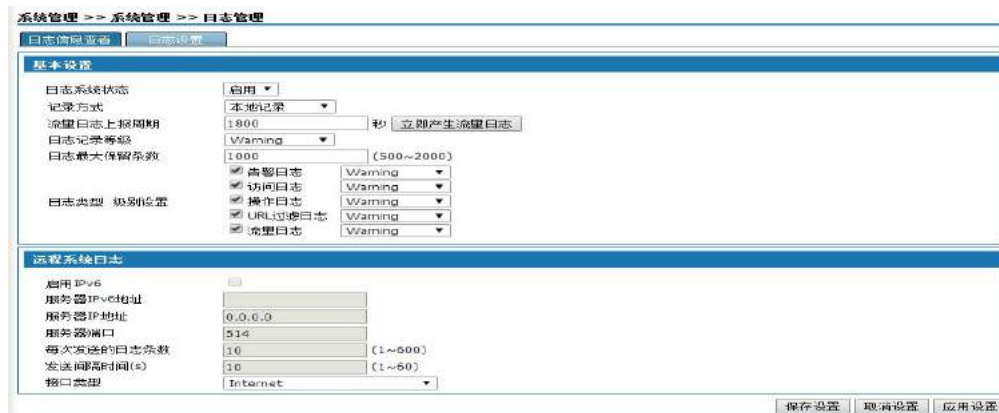 系统管理 >> 系统管理 >> 日志管理
日志信息查看 日志设置
基本设置
日志系统状态 启用
记录方式 本地记录
流量日志上报周期 1800 秒 立即产生流量日志
日志记录等级 Warning
日志最大保留条数 1000 (500~2000)
告警日志 Warning
访问日志 Warning
日志类型 级别设置 操作日志 Warning
URL过滤日志 Warning
流量日志 Warning
远程系统日志
启用IPv6
服务器IPv6地址
服务器IP地址 0.0.0.0
服务器端口 514
每次发送的日志条数 10 (1~600)
发送间隔时间(s) 10 (1~60)
接口类型 Internet
保存设置 取消设置 应用设置